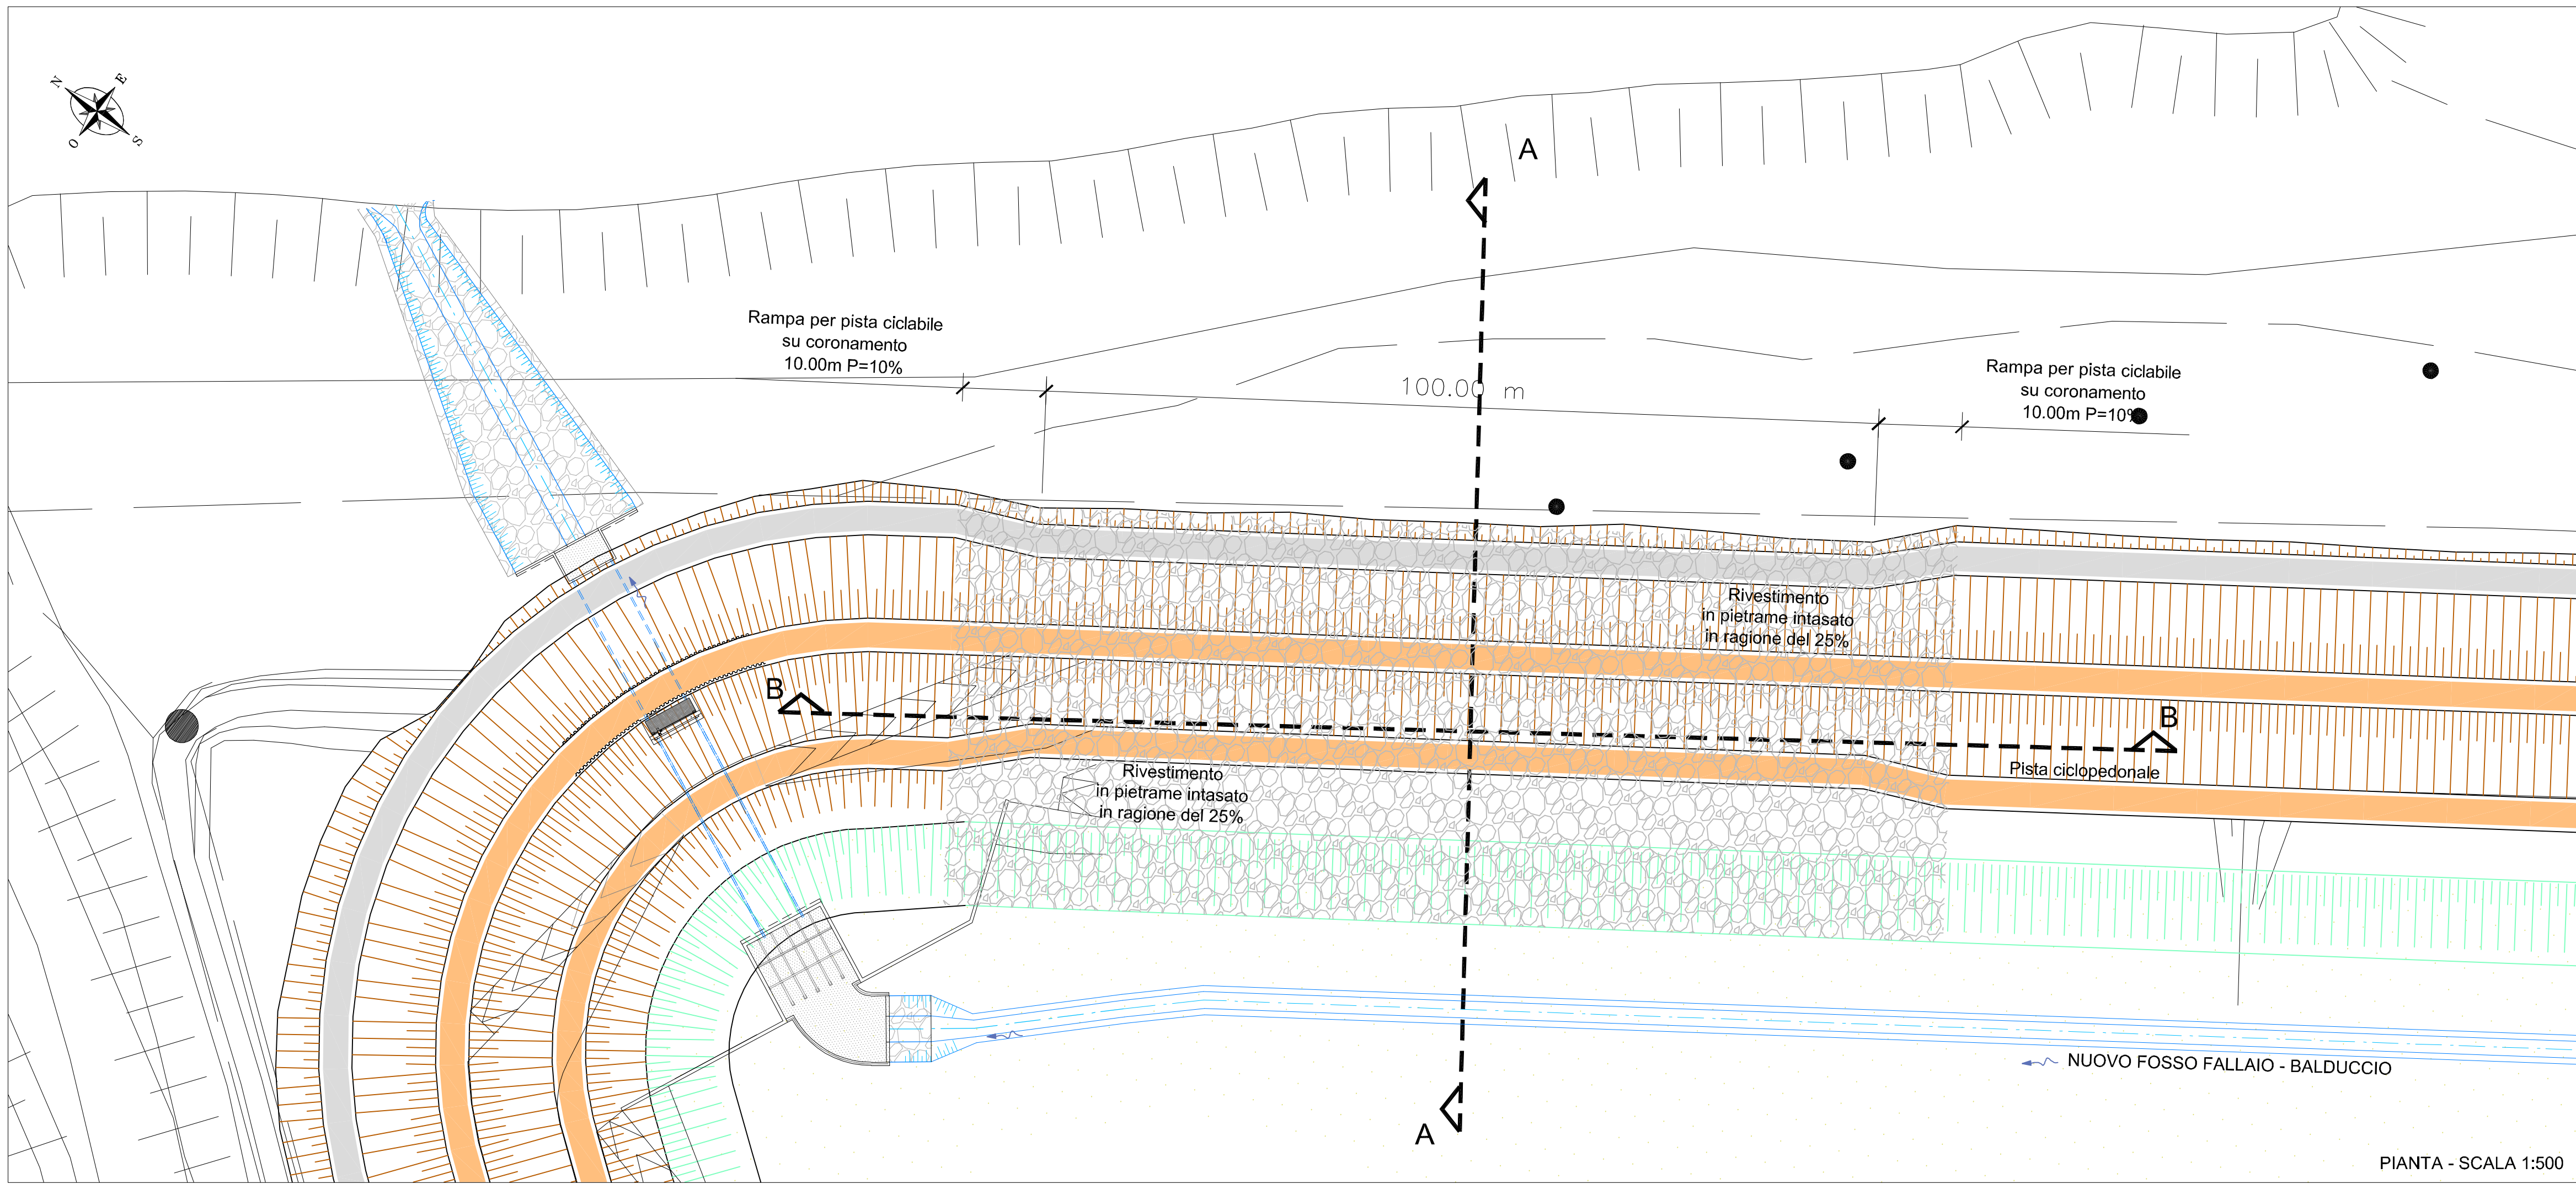 N
E
O
S
A
Rampa per pista ciclabile
su coronamento
10.00m P=10%
100.00 m
Rampa per pista ciclabile
su coronamento
10.00m P=10%
Rivestimento
in pietrame intasato
in ragione del 25%
B
B
Pista ciclopedonale
Rivestimento
in pietrame intasato
in ragione del 25%
NUOVO FOSSO FALLAIO - BALDUCCIO
A
PIANTA - SCALA 1:500